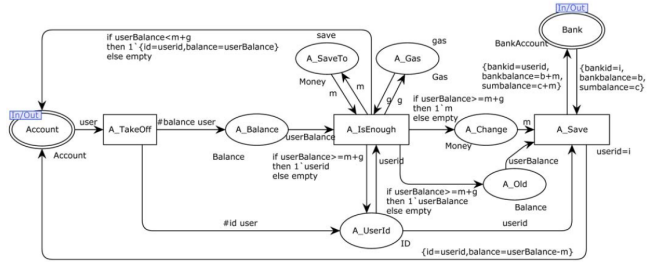 In/Out
Bank
BankAccount
if userBalance<m+g
then 1`{id=userid,balance=userBalance}
else empty
save
A_SaveTo
Money
m
m
gas
A_Gas
Gas
g
g
{bankid=userid,
bankbalance=b+m,
sumbalance=c+m}
{bankid=i,
bankbalance=b,
sumbalance=c}
In/Out
Account
Account
user
A_TakeOff
#balance user
A_Balance
Balance
userBalance
A_IsEnough
if userBalance>=m+g
then 1`m
else empty
A_Change
Money
m
A_Save
userid=i
if userBalance>=m+g
then 1`userid
else empty
userid
if userBalance>=m+g
then 1`userBalance
else empty
userBalance
A_Old
Balance
#id user
A_UserId
ID
userid
{id=userid,balance=userBalance-m}